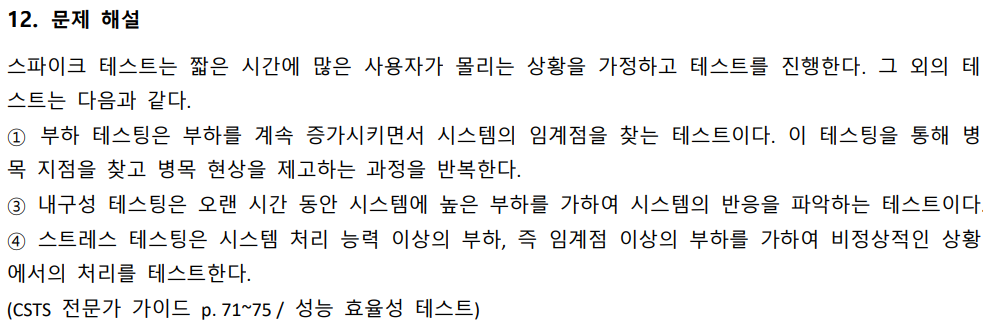 12. 문제 해설
스파이크 테스트는 짧은 시간에 많은 사용자가 몰리는 상황을 가정하고 테스트를 진행한다. 그 외의 테
스트는 다음과 같다.
① 부하 테스팅은 부하를 계속 증가시키면서 시스템의 임계점을 찾는 테스트이다. 이 테스팅을 통해 병
목 지점을 찾고 병목 현상을 제고하는 과정을 반복한다.
③ 내구성 테스팅은 오랜 시간 동안 시스템에 높은 부하를 가하여 시스템의 반응을 파악하는 테스트이다.
④ 스트레스 테스팅은 시스템 처리 능력 이상의 부하, 즉 임계점 이상의 부하를 가하여 비정상적인 상황
에서의 처리를 테스트한다.
(CSTS 전문가 가이드 p. 71~75 / 성능 효율성 테스트)